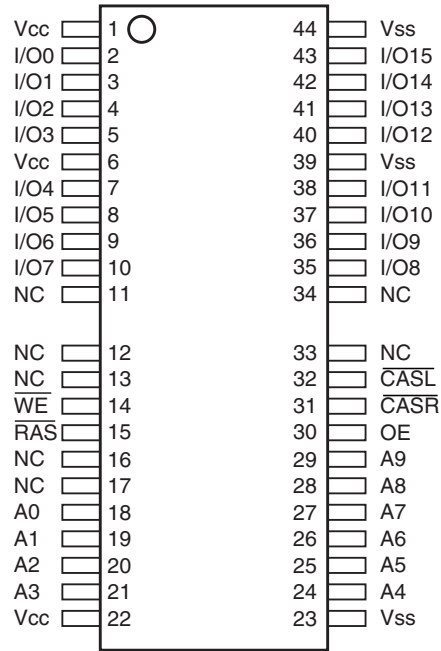 Vcc 1 44 Vss
I/O0 2 43 I/O15
I/O1 3 42 I/O14
I/O2 4 41 I/O13
I/O3 5 40 I/O12
Vcc 6 39 Vss
I/O4 7 38 I/O11
I/O5 8 37 I/O10
I/O6 9 36 I/O9
I/O7 10 35 I/O8
NC 11 34 NC
NC 12 33 NC
NC 13 32 C̅A̅S̅L̅
W̅E̅ 14 31 C̅A̅S̅R̅
R̅A̅S̅ 15 30 OE
NC 16 29 A9
NC 17 28 A8
A0 18 27 A7
A1 19 26 A6
A2 20 25 A5
A3 21 24 A4
Vcc 22 23 Vss